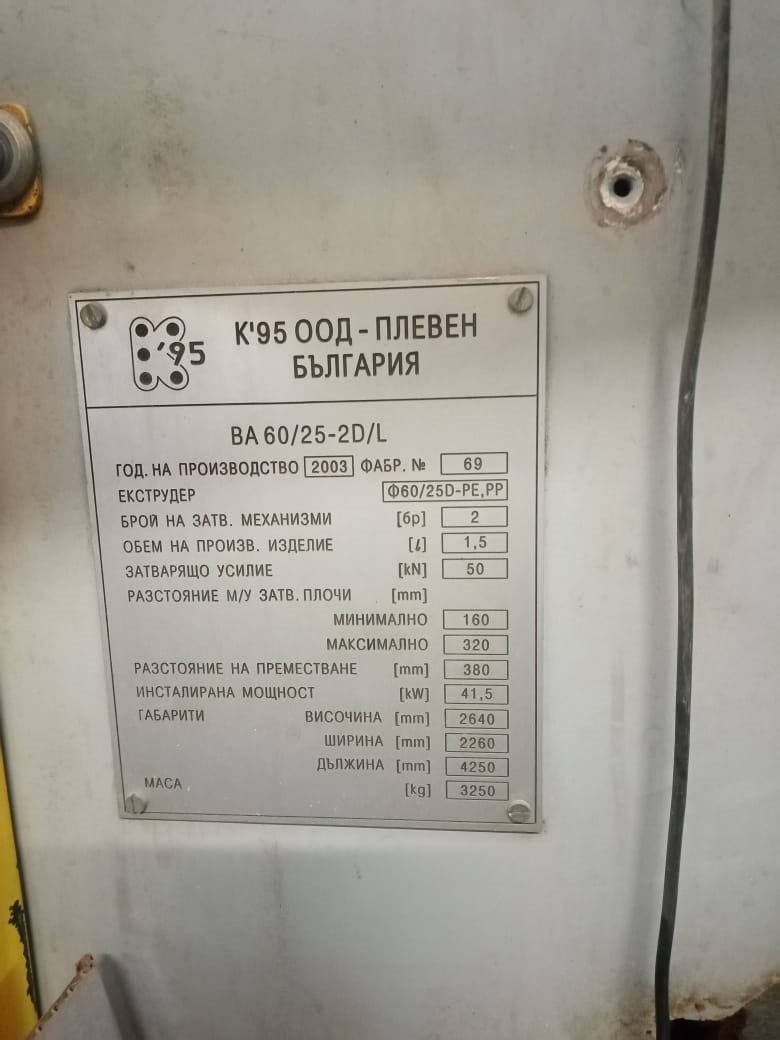 '95
К'95 ООД - ПЛЕВЕН
БЪЛГАРИЯ
ВА 60/25-2D/L
ГОД. НА ПРОИЗВОДСТВО 2003 ФАБР. № 69
ЕКСТРУДЕР Ф60/25D-PE,PP
БРОЙ НА ЗАТВ. МЕХАНИЗМИ [бр] 2
ОБЕМ НА ПРОИЗВ. ИЗДЕЛИЕ [ℓ] 1,5
ЗАТВАРЯЩО УСИЛИЕ [kN] 50
РАЗСТОЯНИЕ М/У ЗАТВ. ПЛОЧИ [mm]
МИНИМАЛНО 160
МАКСИМАЛНО 320
РАЗСТОЯНИЕ НА ПРЕМЕСТВАНЕ [mm] 380
ИНСТАЛИРАНА МОЩНОСТ [kW] 41,5
ГАБАРИТИ ВИСОЧИНА [mm] 2640
ШИРИНА [mm] 2260
ДЪЛЖИНА [mm] 4250
МАСА [kg] 3250